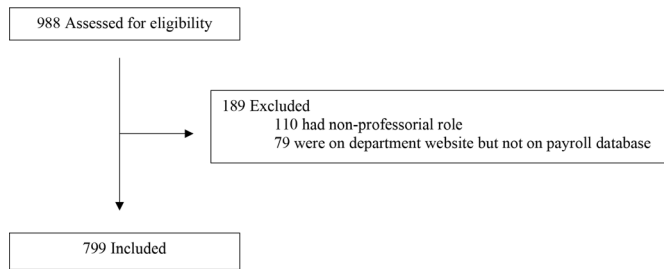 988 Assessed for eligibility
189 Excluded
110 had non-professorial role
79 were on department website but not on payroll database
799 Included